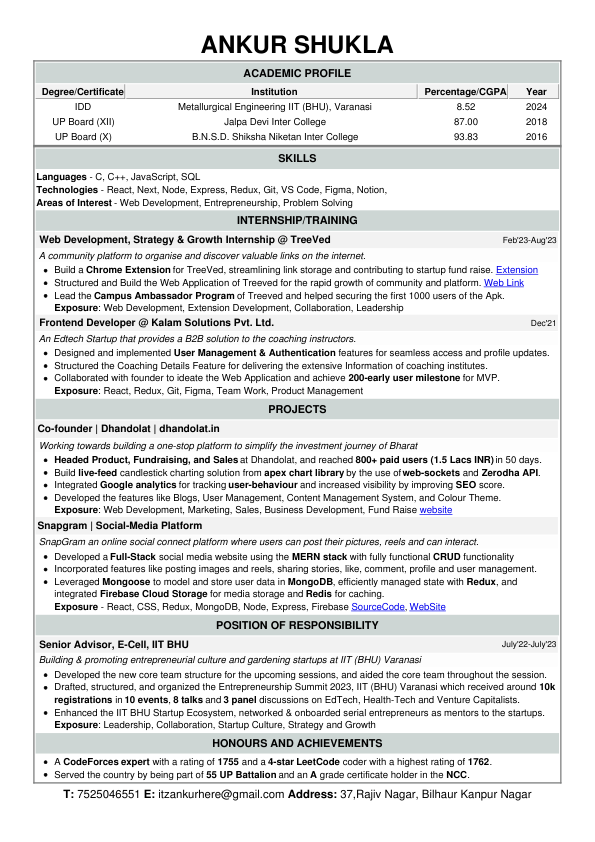 ANKUR SHUKLA
ACADEMIC PROFILE
Degree/Certificate Institution Percentage/CGPA Year
IDD Metallurgical Engineering IIT (BHU), Varanasi 8.52 2024
UP Board (XII) Jalpa Devi Inter College 87.00 2018
UP Board (X) B.N.S.D. Shiksha Niketan Inter College 93.83 2016
SKILLS
Languages - C, C++, JavaScript, SQL
Technologies - React, Next, Node, Express, Redux, Git, VS Code, Figma, Notion,
Areas of Interest - Web Development, Entrepreneurship, Problem Solving
INTERNSHIP/TRAINING
Web Development, Strategy & Growth Internship @ TreeVed Feb'23-Aug'23
A community platform to organise and discover valuable links on the internet.
• Build a Chrome Extension for TreeVed, streamlining link storage and contributing to startup fund raise. Extension
• Structured and Build the Web Application of Treeved for the rapid growth of community and platform. Web Link
• Lead the Campus Ambassador Program of Treeved and helped securing the first 1000 users of the Apk.
Exposure: Web Development, Extension Development, Collaboration, Leadership
Frontend Developer @ Kalam Solutions Pvt. Ltd. Dec'21
An Edtech Startup that provides a B2B solution to the coaching instructors.
• Designed and implemented User Management & Authentication features for seamless access and profile updates.
• Structured the Coaching Details Feature for delivering the extensive Information of coaching institutes.
• Collaborated with founder to ideate the Web Application and achieve 200-early user milestone for MVP.
Exposure: React, Redux, Git, Figma, Team Work, Product Management
PROJECTS
Co-founder | Dhandolat | dhandolat.in
Working towards building a one-stop platform to simplify the investment journey of Bharat
• Headed Product, Fundraising, and Sales at Dhandolat, and reached 800+ paid users (1.5 Lacs INR) in 50 days.
• Build live-feed candlestick charting solution from apex chart library by the use of web-sockets and Zerodha API.
• Integrated Google analytics for tracking user-behaviour and increased visibility by improving SEO score.
• Developed the features like Blogs, User Management, Content Management System, and Colour Theme.
Exposure: Web Development, Marketing, Sales, Business Development, Fund Raise website
Snapgram | Social-Media Platform
SnapGram an online social connect platform where users can post their pictures, reels and can interact.
• Developed a Full-Stack social media website using the MERN stack with fully functional CRUD functionality
• Incorporated features like posting images and reels, sharing stories, like, comment, profile and user management.
• Leveraged Mongoose to model and store user data in MongoDB, efficiently managed state with Redux, and
integrated Firebase Cloud Storage for media storage and Redis for caching.
Exposure - React, CSS, Redux, MongoDB, Node, Express, Firebase SourceCode, WebSite
POSITION OF RESPONSIBILITY
Senior Advisor, E-Cell, IIT BHU July'22-July'23
Building & promoting entrepreneurial culture and gardening startups at IIT (BHU) Varanasi
• Developed the new core team structure for the upcoming sessions, and aided the core team throughout the session.
• Drafted, structured, and organized the Entrepreneurship Summit 2023, IIT (BHU) Varanasi which received around 10k
registrations in 10 events, 8 talks and 3 panel discussions on EdTech, Health-Tech and Venture Capitalists.
• Enhanced the IIT BHU Startup Ecosystem, networked & onboarded serial entrepreneurs as mentors to the startups.
Exposure: Leadership, Collaboration, Startup Culture, Strategy and Growth
HONOURS AND ACHIEVEMENTS
• A CodeForces expert with a rating of 1755 and a 4-star LeetCode coder with a highest rating of 1762.
• Served the country by being part of 55 UP Battalion and an A grade certificate holder in the NCC.
T: 7525046551 E: itzankurhere@gmail.com Address: 37,Rajiv Nagar, Bilhaur Kanpur Nagar